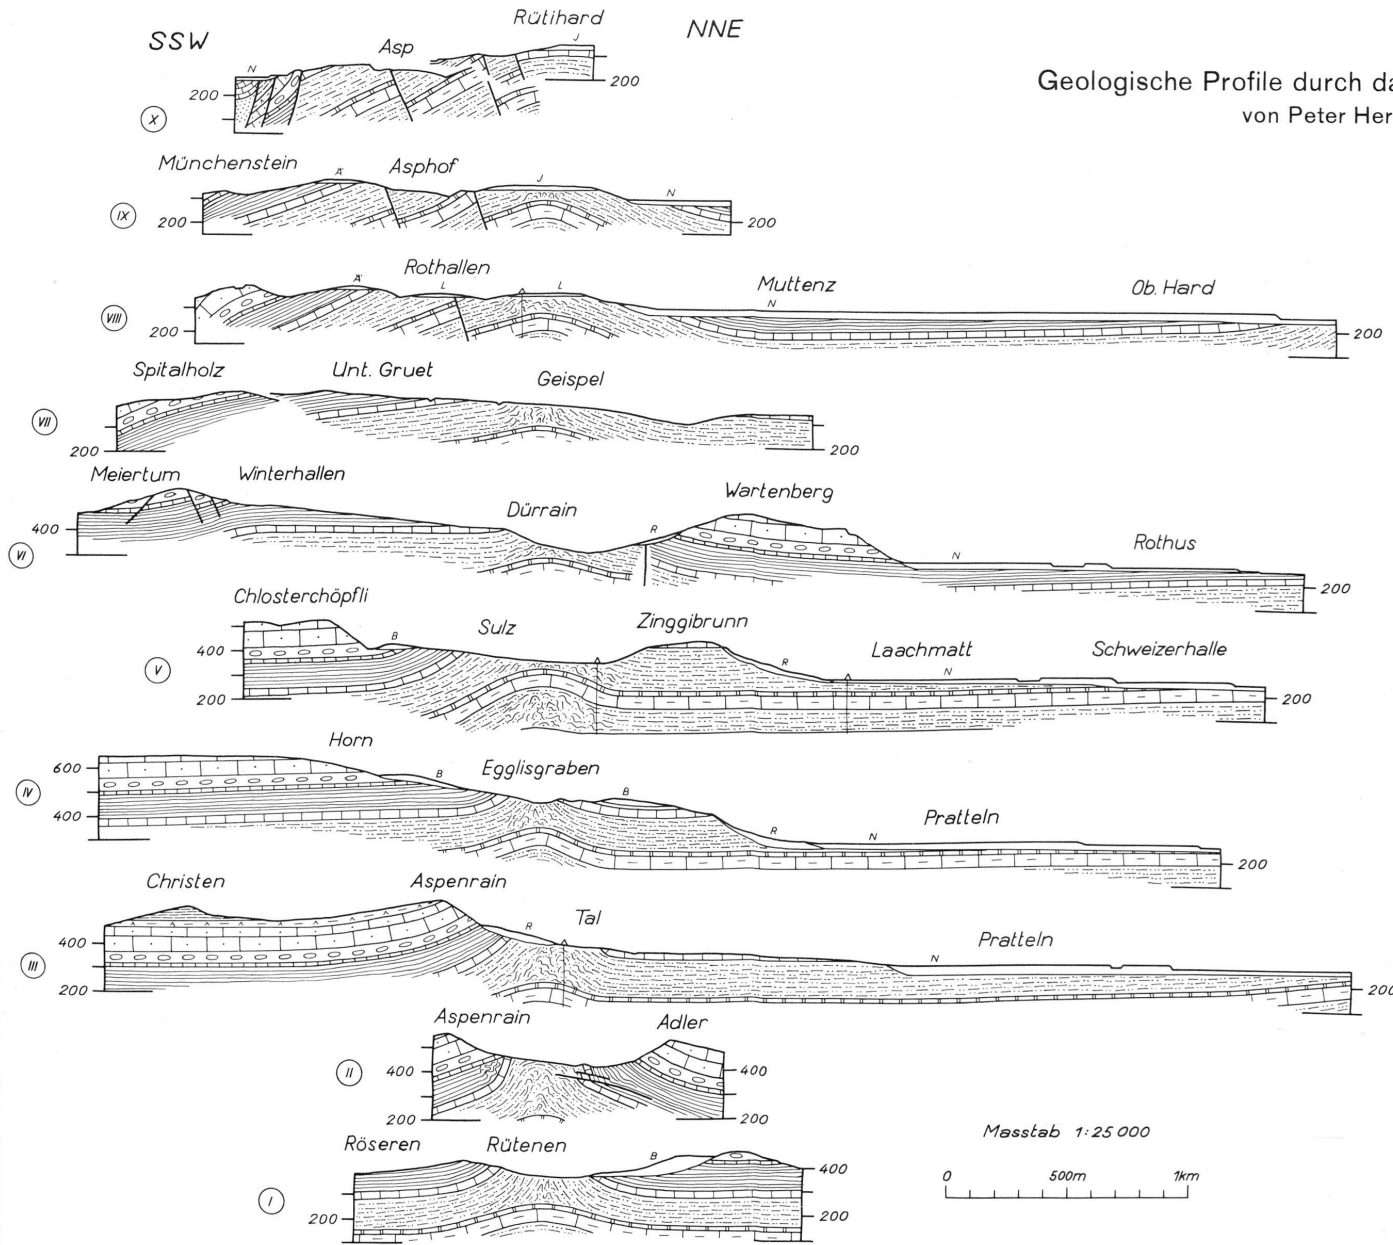 SSW
Rütihard
NNE
Asp
N
J
200
200
X
Geologische Profile durch da
von Peter Her
Münchenstein
Asphof
Ä
J
N
IX
200
200
Rothallen
Muttenz
Ob. Hard
Ä
L
L
N
VIII
200
200
Spitalholz
Unt. Gruet
Geispel
VII
200
200
Meiertum
Winterhallen
Dürrain
Wartenberg
Rothus
R
N
400
VI
200
Chlosterchöpfli
Sulz
Zinggibrunn
Laachmatt
Schweizerhalle
B
R
N
400
V
200
200
Horn
Egglisgraben
Pratteln
B
B
R
N
600
IV
400
200
Christen
Aspenrain
Tal
Pratteln
R
N
400
III
200
200
Aspenrain
Adler
II
400
400
200
200
Röseren
Rütenen
B
400
I
200
200
Masstab 1:25 000
0 500m 1km